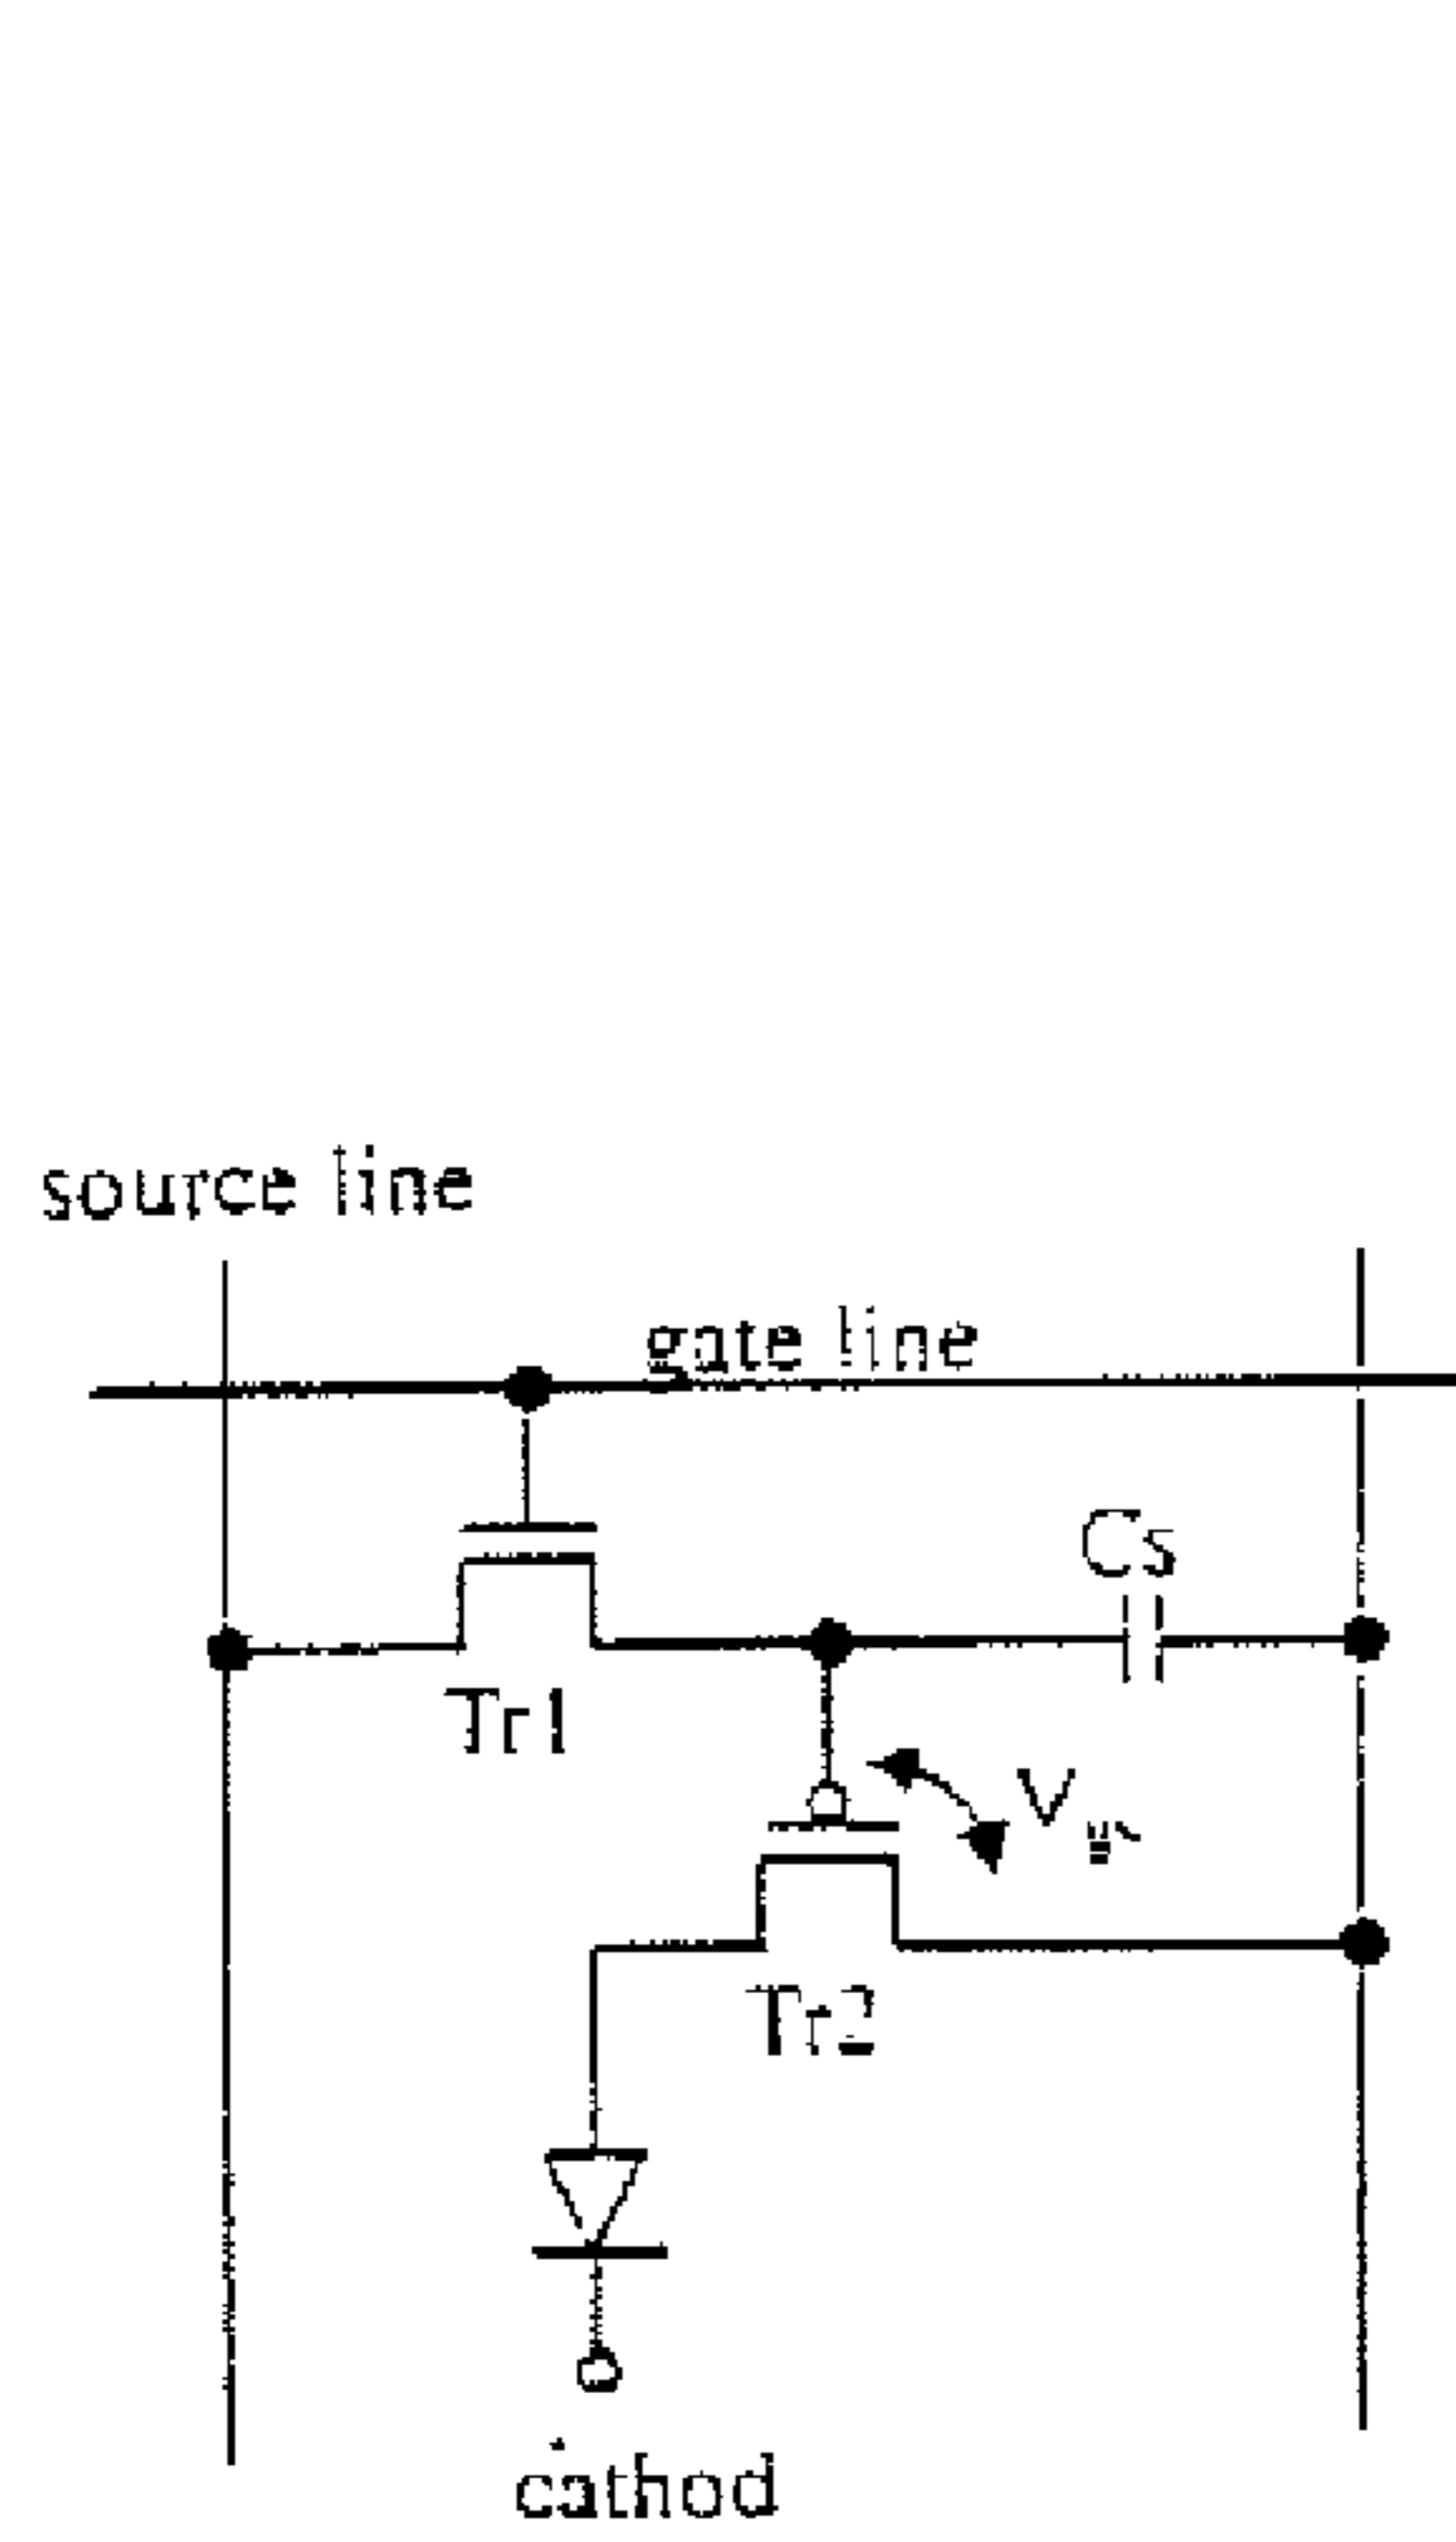 source line
gate line
Cs
Tr1
Tr2
cathod